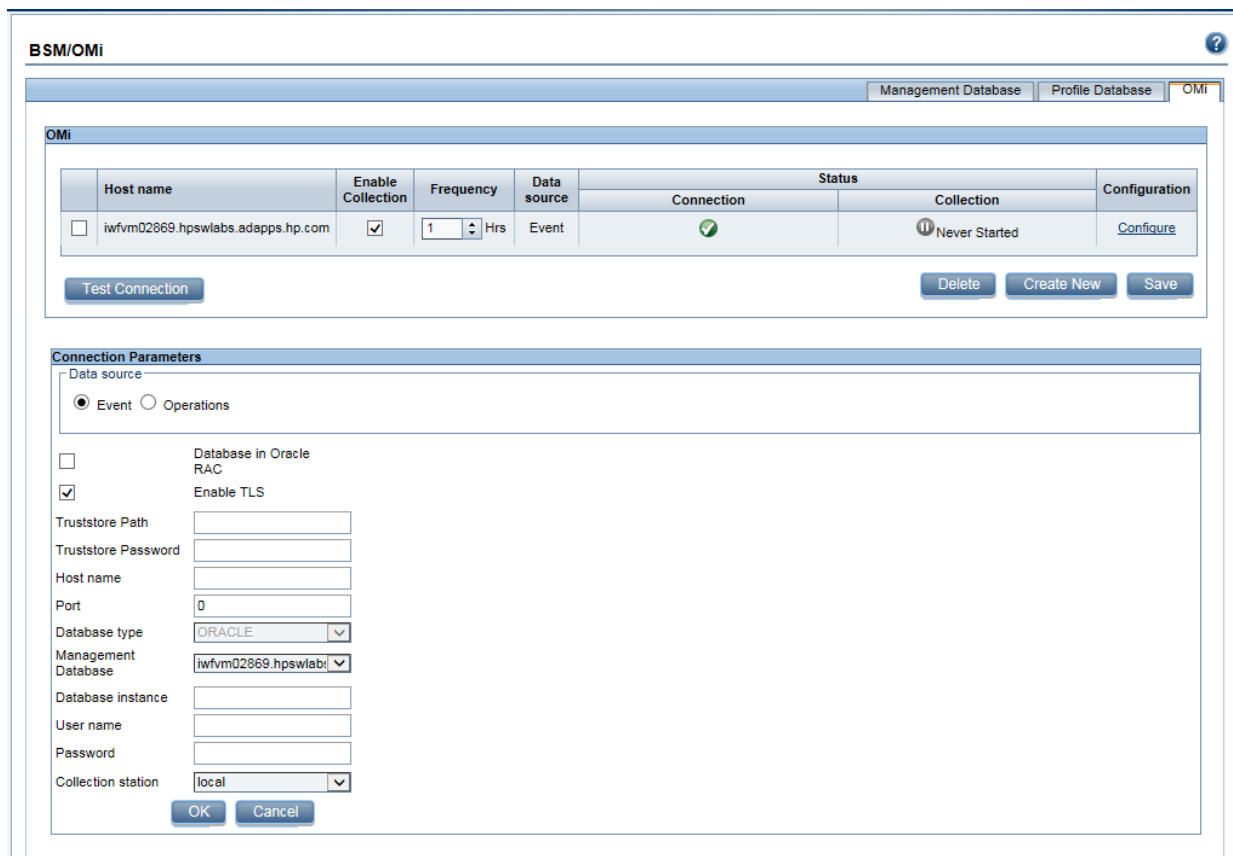 BSM/OMi
?
Management Database Profile Database OMi
OMi
Host name Enable Collection Frequency Data source Status Configuration
Connection Collection
iwfvm02869.hpswlabs.adapps.hp.com 1 Hrs Event Never Started Configure
Test Connection Delete Create New Save
Connection Parameters
Data source
Event Operations
Database in Oracle
RAC
Enable TLS
Truststore Path
Truststore Password
Host name
Port 0
Database type ORACLE
Management
Database iwfvm02869.hpswlabs
Database instance
User name
Password
Collection station local
OK Cancel